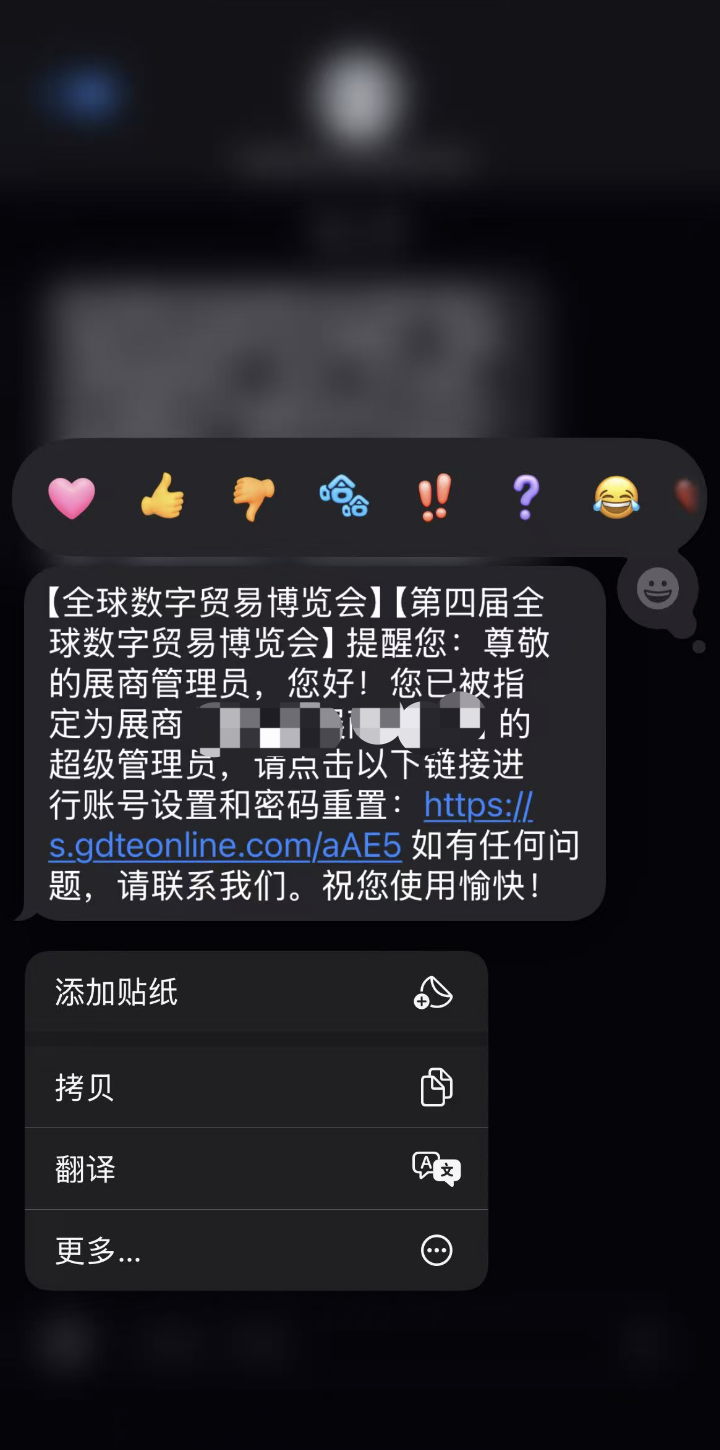 哈
哈
【全球数字贸易博览会】【第四届全
球数字贸易博览会】提醒您：尊敬
的展商管理员，您好！您已被指
定为展商 的
超级管理员，请点击以下链接进
行账号设置和密码重置：https://
s.gdteonline.com/aAE5 如有任何问
题，请联系我们。祝您使用愉快！
添加贴纸
拷贝
翻译
更多...